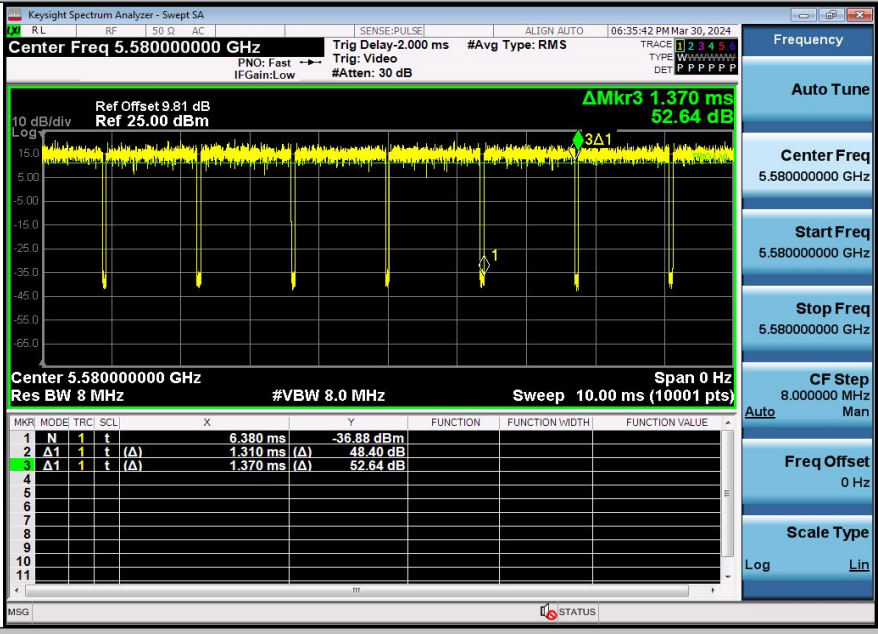 Keysight Spectrum Analyzer - Swept SA
LXI RL RF 50 Ω AC SENSE:PULSE ALIGN AUTO 06:35:42 PM Mar 30, 2024
Center Freq 5.580000000 GHz
PNO: Fast
IFGain:Low
Trig Delay-2.000 ms
Trig: Video
#Atten: 30 dB
#Avg Type: RMS
TRACE 1 2 3 4 5 6
TYPE WWWWWW
DET P P P P P P
Ref Offset 9.81 dB
10 dB/div Ref 25.00 dBm
Log
ΔMkr3 1.370 ms
52.64 dB
15.0
5.00
-5.00
-15.0
-25.0
-35.0
-45.0
-55.0
-65.0
3Δ1
1
Center 5.580000000 GHz Span 0 Hz
Res BW 8 MHz #VBW 8.0 MHz Sweep 10.00 ms (10001 pts)
MKR MODE TRC SCL X Y FUNCTION FUNCTION WIDTH FUNCTION VALUE
1 N 1 t 6.380 ms -36.88 dBm
2 Δ1 1 t (Δ) 1.310 ms (Δ) 48.40 dB
3 Δ1 1 t (Δ) 1.370 ms (Δ) 52.64 dB
4
5
6
7
8
9
10
11
MSG STATUS
Frequency
Auto Tune
Center Freq
5.580000000 GHz
Start Freq
5.580000000 GHz
Stop Freq
5.580000000 GHz
CF Step
8.000000 MHz
Auto Man
Freq Offset
0 Hz
Scale Type
Log Lin